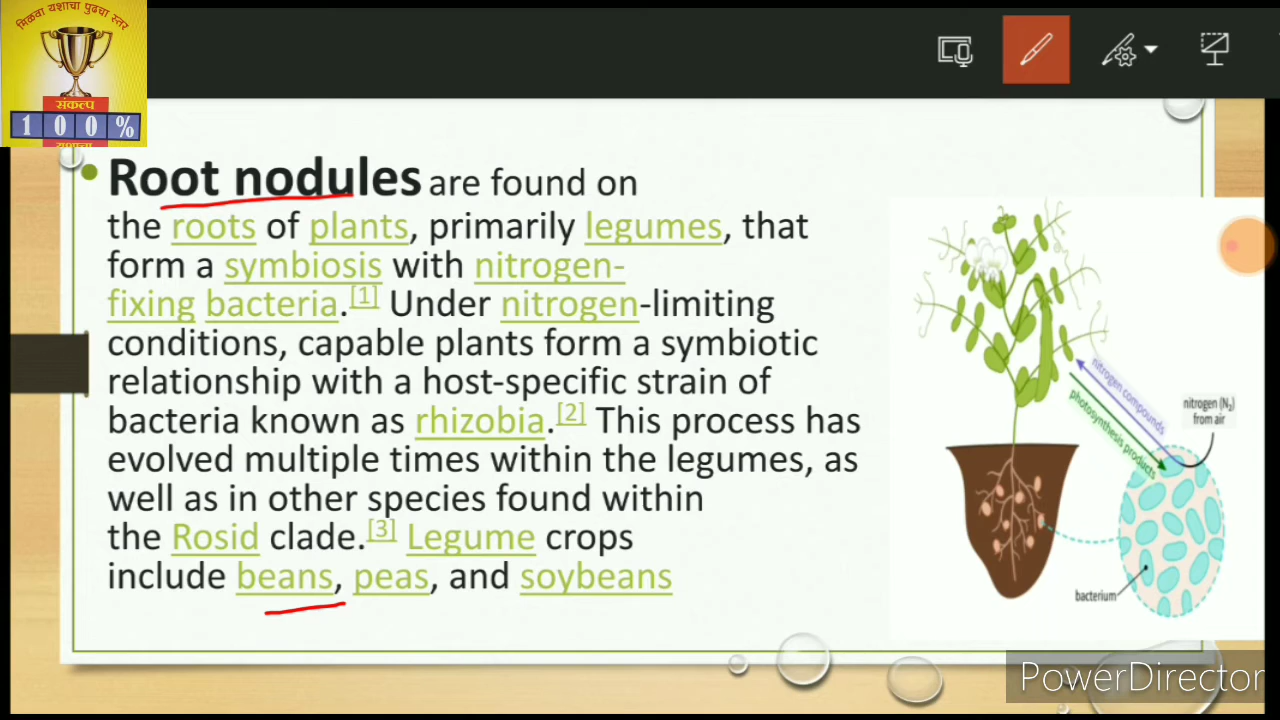 मिळवा यशाचा पुढचा स्तर
संकल्प
100%
यशाचा
Root nodules are found on
the roots of plants, primarily legumes, that
form a symbiosis with nitrogen-
fixing bacteria.[1] Under nitrogen-limiting
conditions, capable plants form a symbiotic
relationship with a host-specific strain of
bacteria known as rhizobia.[2] This process has
evolved multiple times within the legumes, as
well as in other species found within
the Rosid clade.[3] Legume crops
include beans, peas, and soybeans
nitrogen compounds
photosynthesis products
nitrogen (N₂)
from air
bacterium
PowerDirector